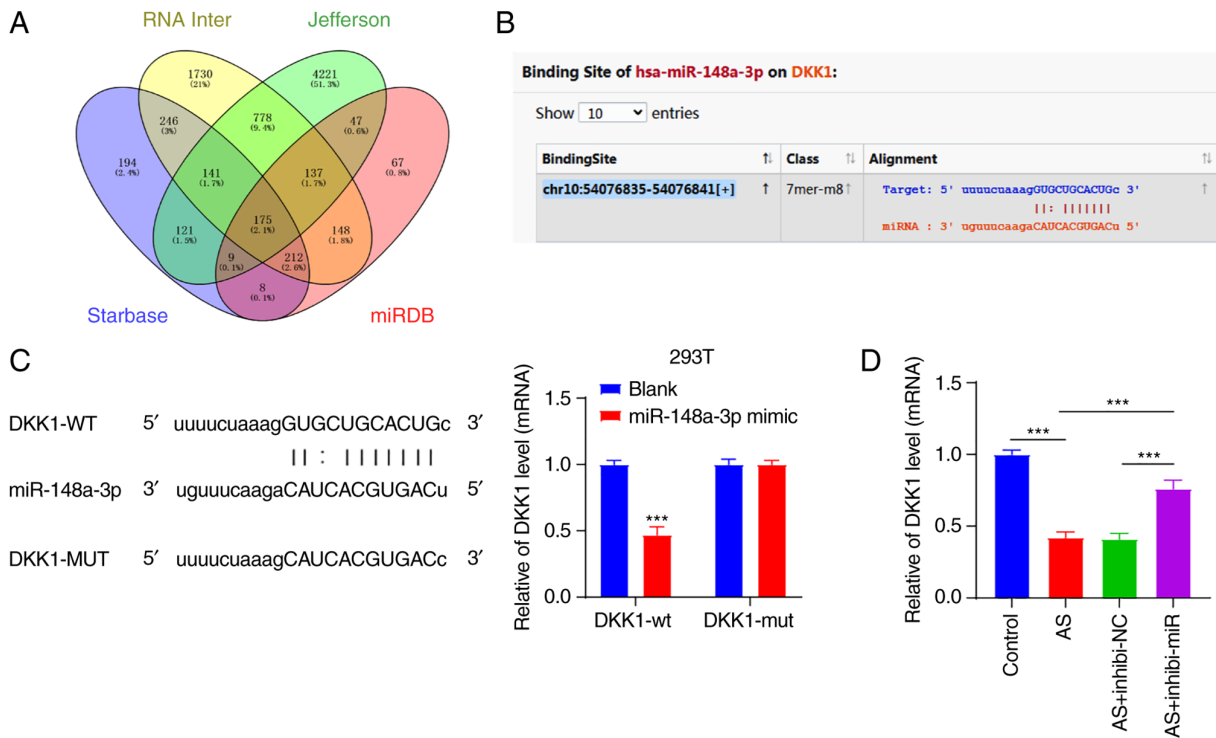 A
RNA Inter
Jefferson
1730
(21%)
4221
(51.3%)
246
(3%)
778
(9.4%)
47
(0.6%)
194
(2.4%)
141
(1.7%)
137
(1.7%)
67
(0.8%)
175
(2.1%)
121
(1.5%)
148
(1.8%)
9
(0.1%)
212
(2.6%)
8
(0.1%)
Starbase
miRDB
B
Binding Site of hsa-miR-148a-3p on DKK1:
Show 10 entries
BindingSite Class Alignment
chr10:54076835-54076841[+] 7mer-m8 Target: 5' uuuucuaaagGUGCUGCACUGc 3'
||: |||||||
miRNA : 3' uguuucaagaCAUCACGUGACu 5'
C
DKK1-WT 5′ uuuucuaaagGUGCUGCACUGc 3′
|| : |||||||
miR-148a-3p 3′ uguuucaagaCAUCACGUGACu 5′
DKK1-MUT 5′ uuuucuaaagCAUCACGUGACc 3′
293T
Blank
miR-148a-3p mimic
Relative of DKK1 level (mRNA)
1.5
1.0
0.5
0.0
***
DKK1-wt
DKK1-mut
D
Relative of DKK1 level (mRNA)
1.5
1.0
0.5
0.0
***
***
***
Control
AS
AS+inhibi-NC
AS+inhibi-miR